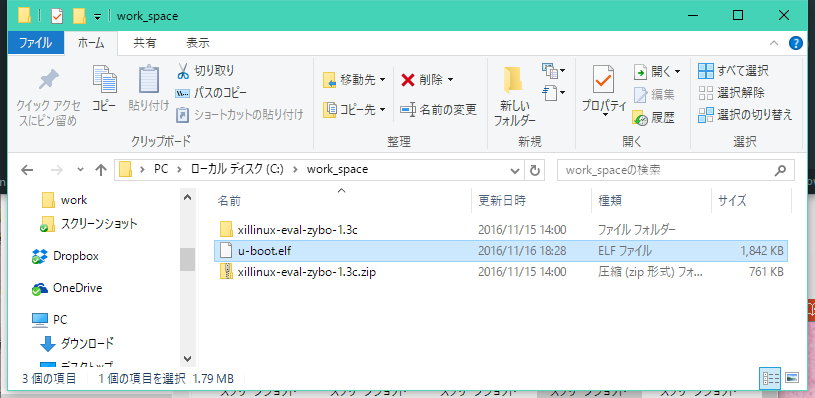 work_space
ファイル ホーム 共有 表示
クイック アクセスにピン留め
コピー
貼り付け
切り取り
パスのコピー
ショートカットの貼り付け
クリップボード
移動先
コピー先
削除
名前の変更
整理
新しいフォルダー
新規
プロパティ
開く
編集
履歴
開く
すべて選択
選択解除
選択の切り替え
選択
PC > ローカル ディスク (C:) > work_space
work_spaceの検索
work
スクリーンショット
Dropbox
OneDrive
PC
ダウンロード
デスクトップ
名前 更新日時 種類 サイズ
xillinux-eval-zybo-1.3c 2016/11/15 14:00 ファイル フォルダー
u-boot.elf 2016/11/16 18:28 ELF ファイル 1,842 KB
xillinux-eval-zybo-1.3c.zip 2016/11/15 14:00 圧縮 (zip 形式) フォ... 761 KB
3 個の項目 1 個の項目を選択 1.79 MB